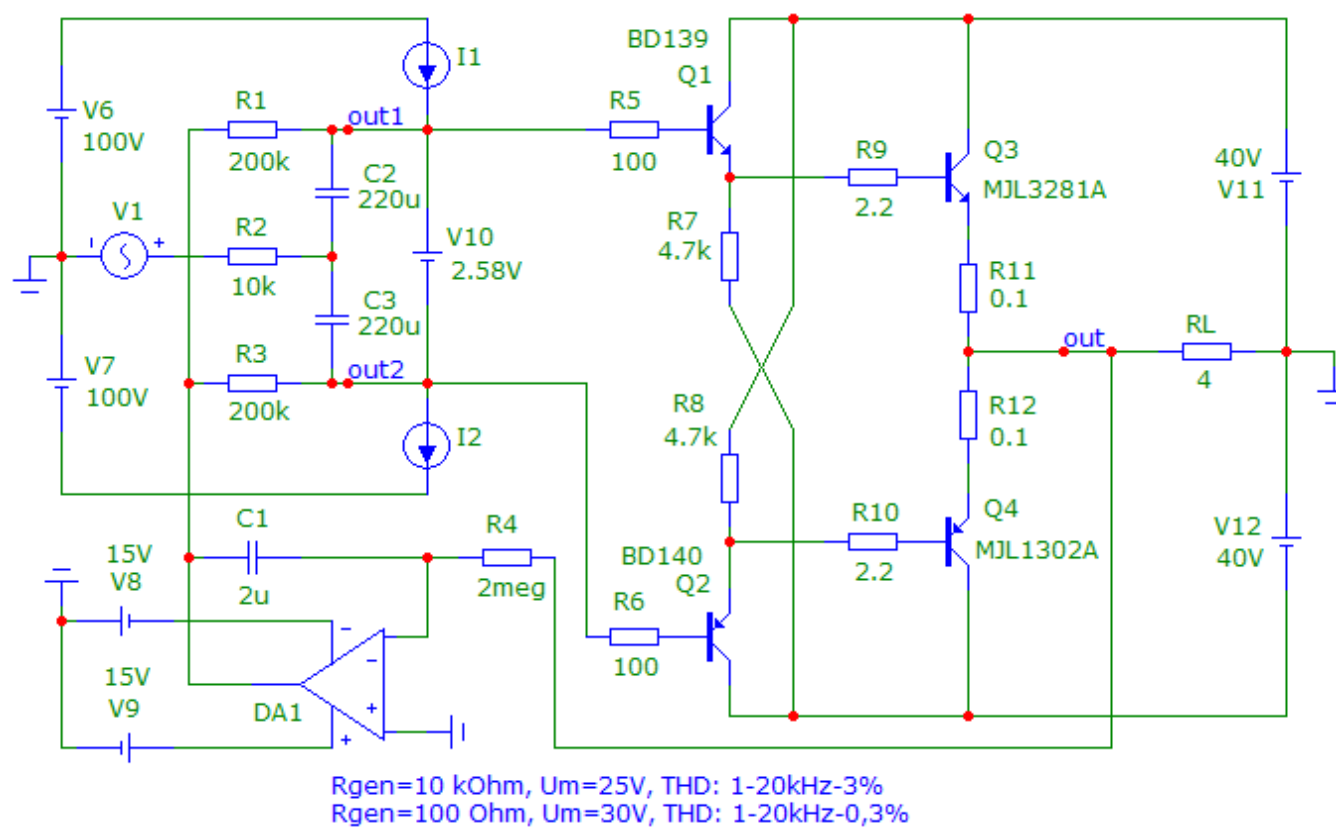 BD139
I1
Q1
V6
R1
out1
R5
100V
200k
100
C2
220u
R9
Q3
MJL3281A
2.2
40V
V11
V1
R2
10k
R7
4.7k
V10
2.58V
C3
220u
R11
0.1
V7
100V
R3
out2
200k
out
RL
4
R8
4.7k
R12
0.1
I2
C1
R4
R10
Q4
MJL1302A
2.2
V12
40V
15V
V8
2u
2meg
BD140
Q2
R6
100
15V
V9
DA1
Rgen=10 kOhm, Um=25V, THD: 1-20kHz-3%
Rgen=100 Ohm, Um=30V, THD: 1-20kHz-0,3%